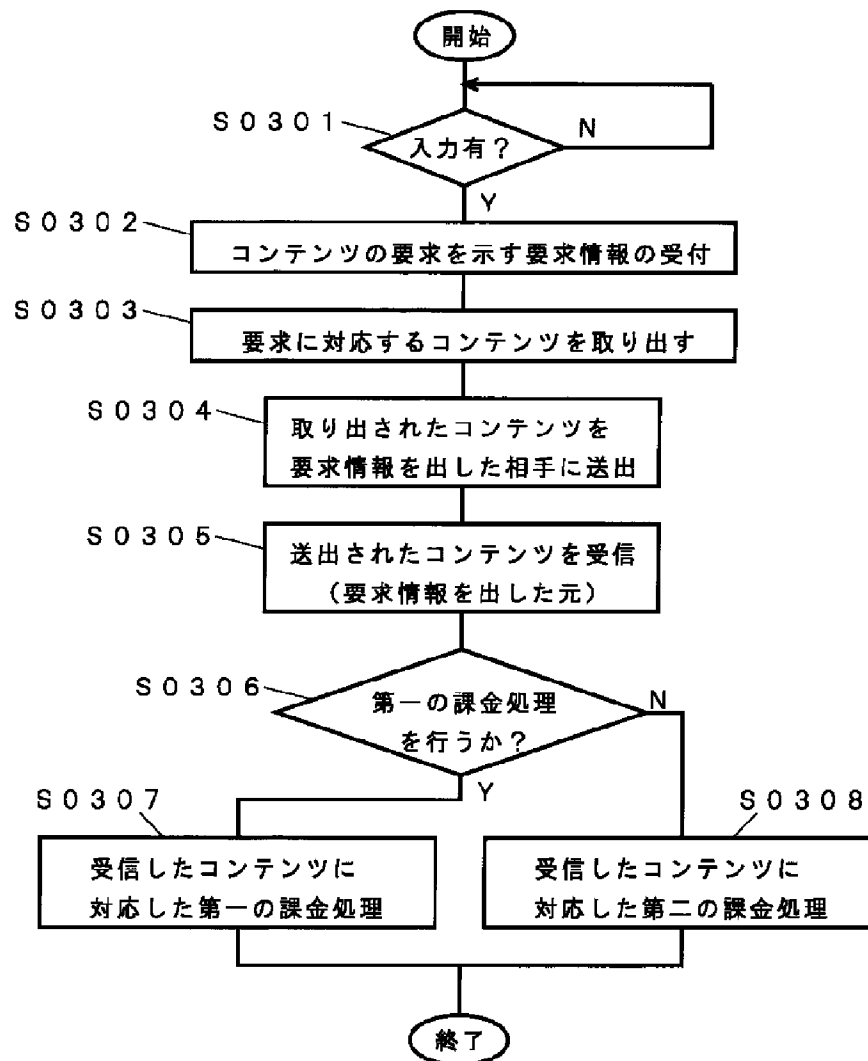 開始
S0301
入力有?
N
Y
S0302
コンテンツの要求を示す要求情報の受付
S0303
要求に対応するコンテンツを取り出す
S0304
取り出されたコンテンツを
要求情報を出した相手に送出
S0305
送出されたコンテンツを受信
(要求情報を出した元)
S0306
第一の課金処理
を行うか?
N
Y
S0307
受信したコンテンツに
対応した第一の課金処理
S0308
受信したコンテンツに
対応した第二の課金処理
終了